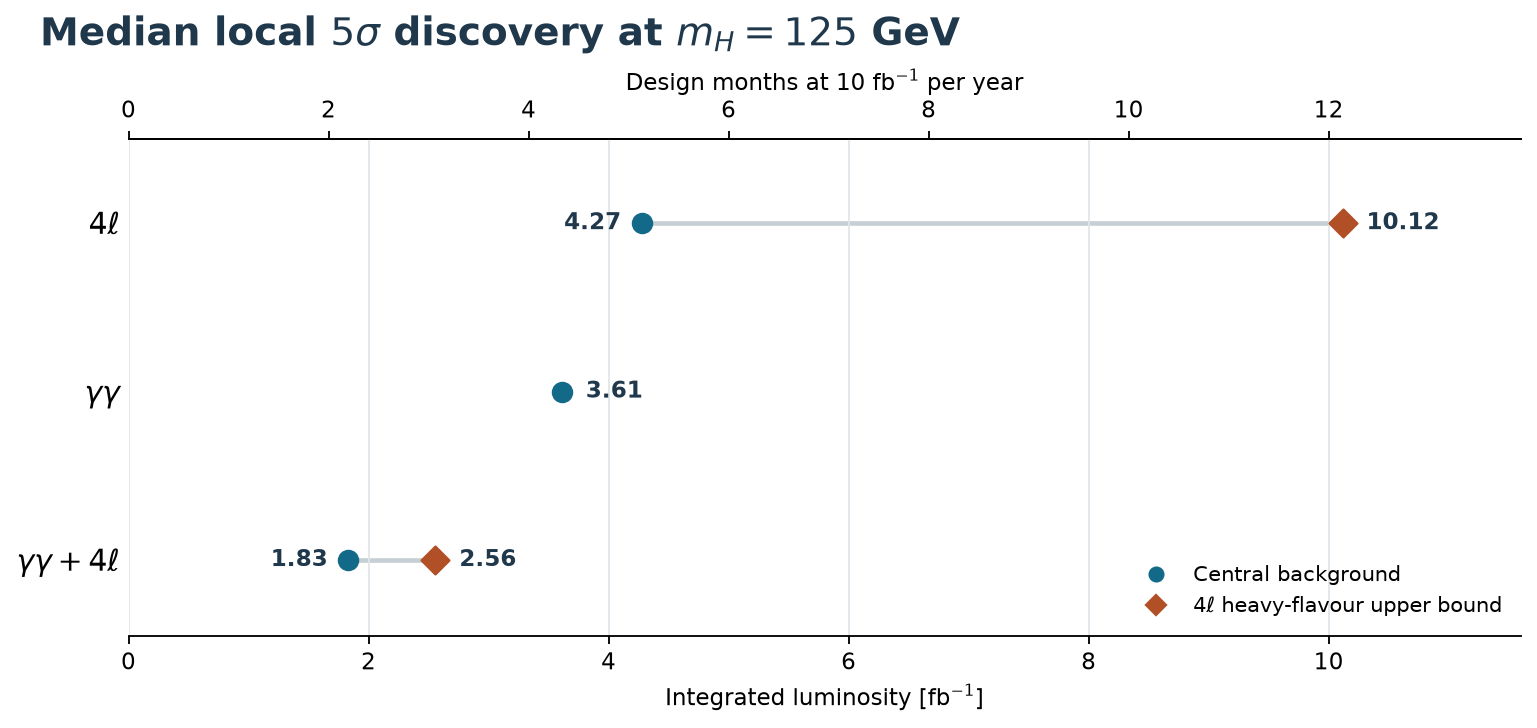 Median local 5σ discovery at m_H = 125 GeV
Design months at 10 fb⁻¹ per year
0 2 4 6 8 10 12
4ℓ 4.27 10.12
γγ 3.61
γγ + 4ℓ 1.83 2.56
Central background
4ℓ heavy-flavour upper bound
0 2 4 6 8 10
Integrated luminosity [fb⁻¹]